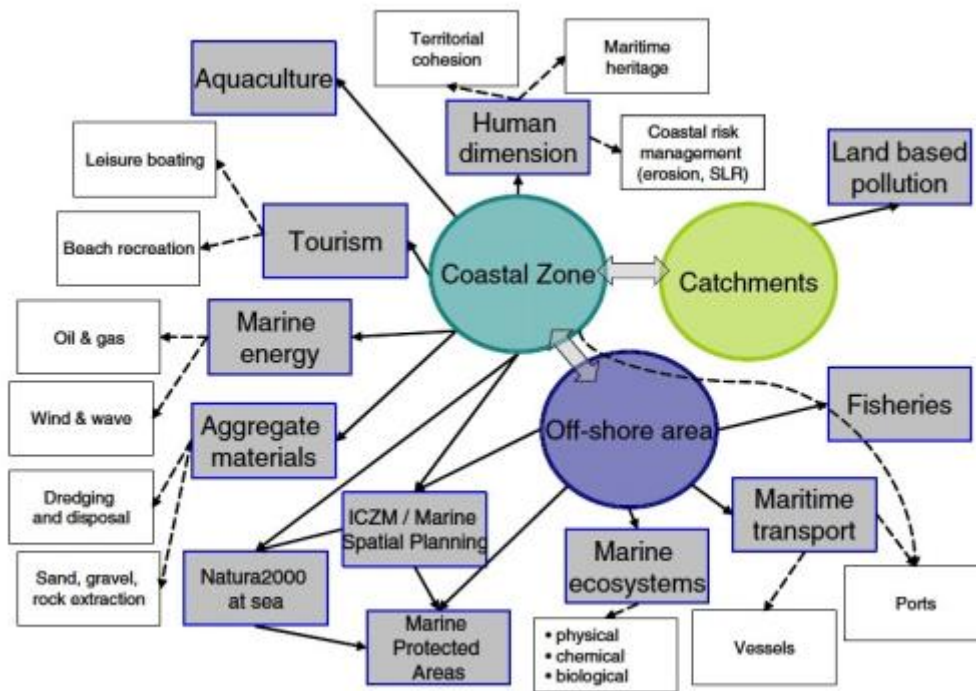 Territorial
cohesion
Maritime
heritage
Aquaculture
Human
dimension
Coastal risk
management
(erosion, SLR)
Land based
pollution
Leisure boating
Beach recreation
Tourism
Coastal Zone
Catchments
Oil & gas
Marine
energy
Wind & wave
Aggregate
materials
Off-shore area
Fisheries
Dredging
and disposal
ICZM / Marine
Spatial Planning
Maritime
transport
Sand, gravel,
rock extraction
Natura2000
at sea
Marine
ecosystems
Marine
Protected
Areas
• physical
• chemical
• biological
Vessels
Ports